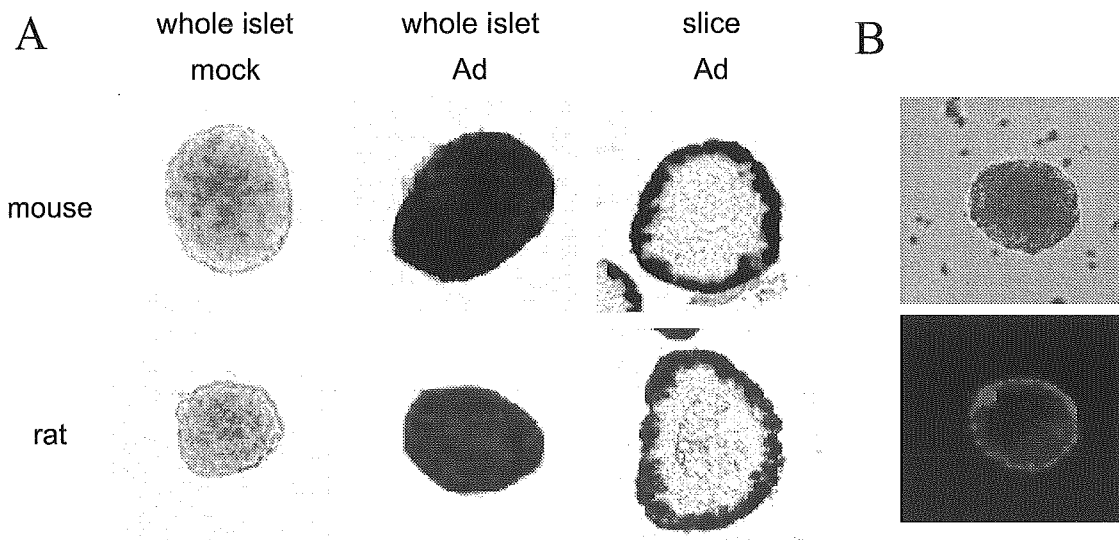 A
whole islet whole islet slice
B
mock Ad Ad
mouse
rat